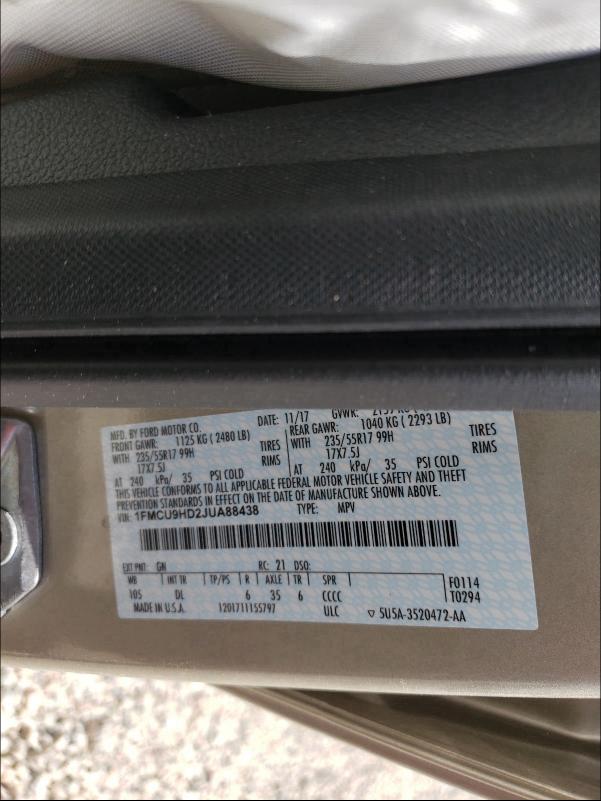 MFD. BY FORD MOTOR CO.
DATE: 11/17 GVWR:
FRONT GAWR: 1125 KG ( 2480 LB) REAR GAWR: 1040 KG ( 2293 LB)
WITH 235/55R17 99H TIRES WITH 235/55R17 99H TIRES
17X7.5J RIMS 17X7.5J RIMS
AT 240 kPa/ 35 PSI COLD AT 240 kPa/ 35 PSI COLD
THIS VEHICLE CONFORMS TO ALL APPLICABLE FEDERAL MOTOR VEHICLE SAFETY AND THEFT
PREVENTION STANDARDS IN EFFECT ON THE DATE OF MANUFACTURE SHOWN ABOVE.
VIN: 1FMCU9HD2JUA88438 TYPE: MPV
EXT PNT: GN RC: 21 DSO:
WB INT TR TP/PS R AXLE TR SPR F0114
105 DL 6 35 6 CCCC T0294
MADE IN U.S.A. 1201711155797 ULC ▽ 5U5A-3520472-AA